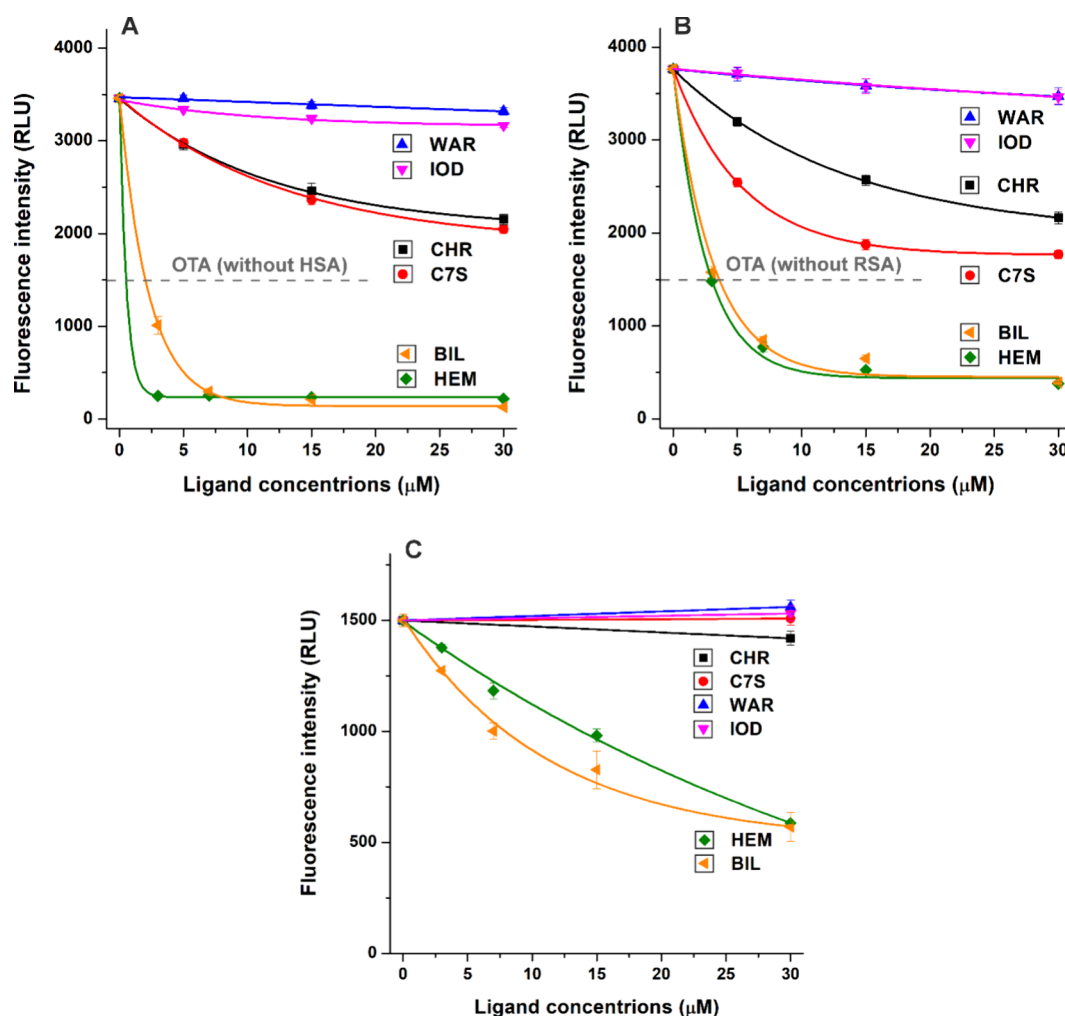 A
Fluorescence intensity (RLU)
4000
3000
2000
1000
0
WAR
IOD
CHR
C7S
OTA (without HSA)
BIL
HEM
0 5 10 15 20 25 30
Ligand concentrions (μM)
B
Fluorescence intensity (RLU)
4000
3000
2000
1000
0
WAR
IOD
CHR
OTA (without RSA)
C7S
BIL
HEM
0 5 10 15 20 25 30
Ligand concentrions (μM)
C
Fluorescence intensity (RLU)
1500
1000
500
0
CHR
C7S
WAR
IOD
HEM
BIL
0 5 10 15 20 25 30
Ligand concentrions (μM)